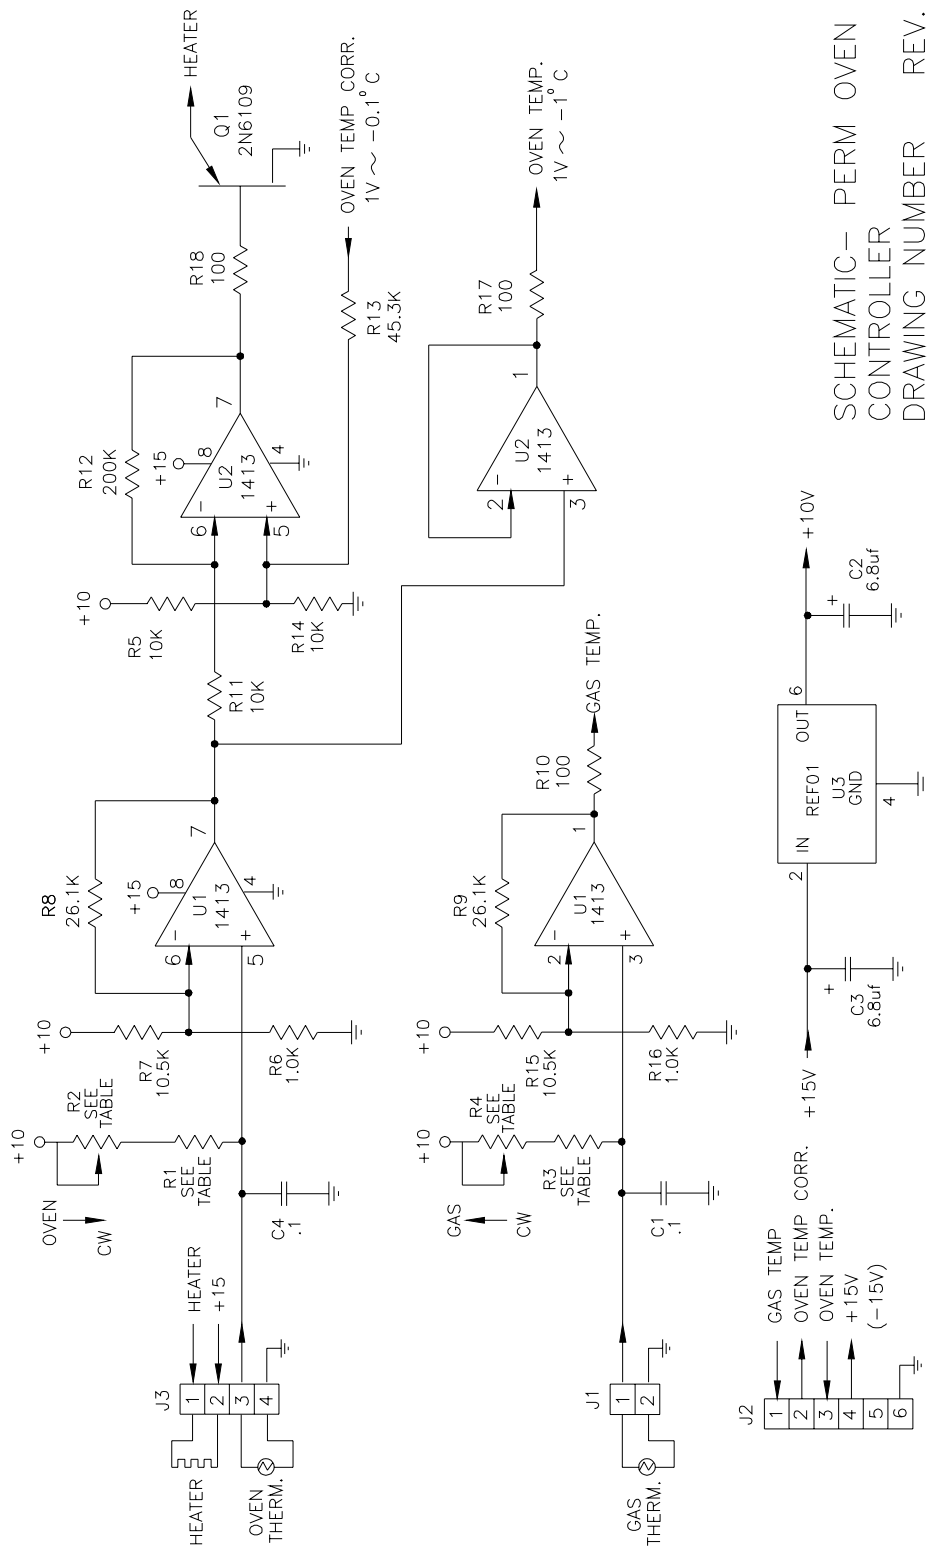 HEATER
OVEN
THERM.
J3
1
2
3
4
HEATER
+15
OVEN
CW
+10
R2
SEE
TABLE
R1
SEE
TABLE
C4
.1
+10
R7
10.5K
R6
1.0K
R8
26.1K
+15
8
6
−
U1
1413
+
5
4
7
R11
10K
+10
R5
10K
R14
10K
R12
200K
+15
8
6
−
U2
1413
+
5
4
7
R18
100
Q1
2N6109
HEATER
R13
45.3K
OVEN TEMP CORR.
1V ~ −0.1° C
2
−
U2
1413
+
3
1
R17
100
OVEN TEMP.
1V ~ −1° C
GAS
THERM.
J1
1
2
GAS
CW
+10
R4
SEE
TABLE
R3
SEE
TABLE
C1
.1
+10
R15
10.5K
R16
1.0K
R9
26.1K
2
−
U1
1413
+
3
1
R10
100
GAS TEMP.
J2
1
2
3
4
5
6
GAS TEMP
OVEN TEMP CORR.
OVEN TEMP.
+15V
(−15V)
+15V
+
C3
6.8uf
2
IN
REF01
U3
GND
OUT
6
4
+10V
+
C2
6.8uf
SCHEMATIC− PERM OVEN
CONTROLLER
DRAWING NUMBER REV.